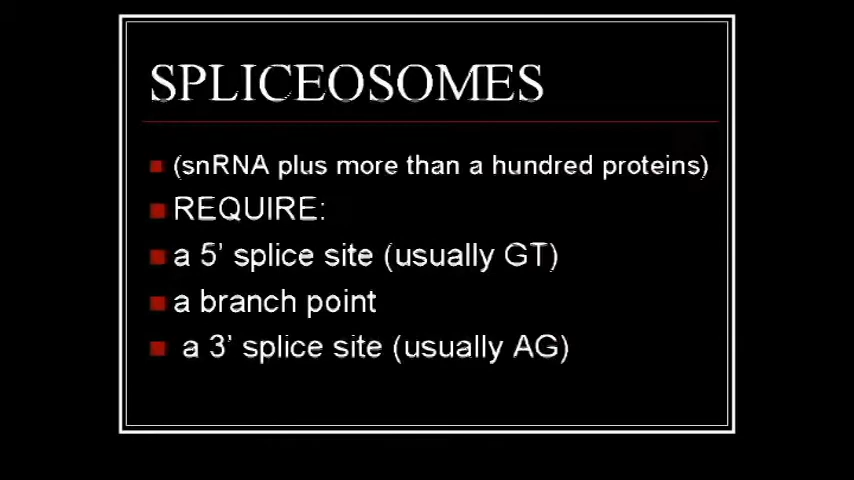 SPLICEOSOMES
(snRNA plus more than a hundred proteins)
REQUIRE:
a 5’ splice site (usually GT)
a branch point
a 3’ splice site (usually AG)